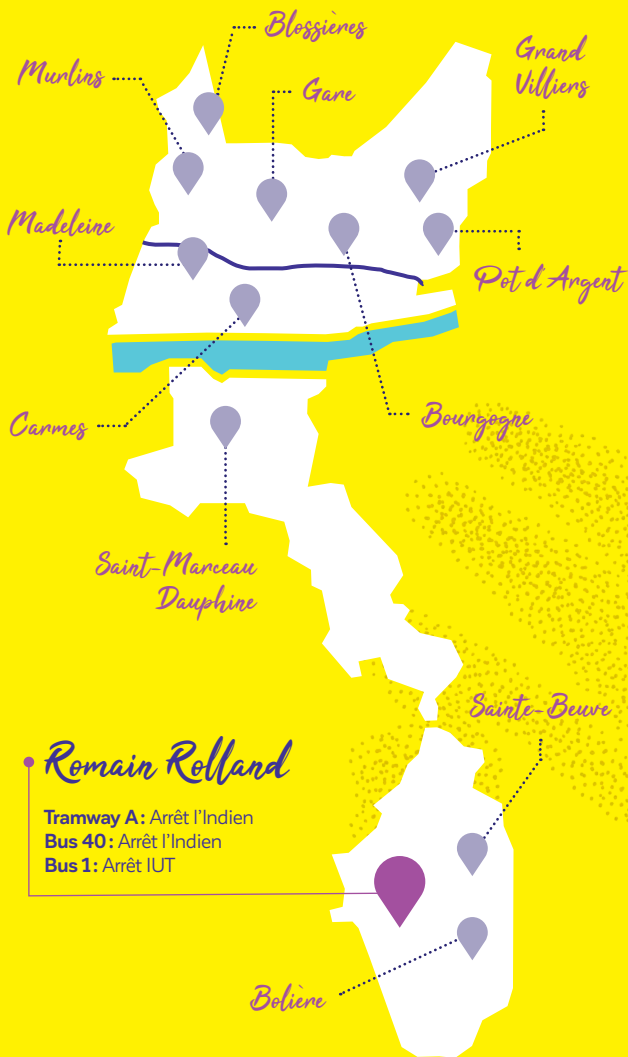 Blossières
Grand
Villiers
Murlins
Gare
Madeleine
Pot d'Argent
Carmes
Bourgogne
Saint-Marceau
Dauphine
Sainte-Beuve
Romain Rolland
Tramway A : Arrêt l'Indien
Bus 40 : Arrêt l'Indien
Bus 1 : Arrêt IUT
Bolière